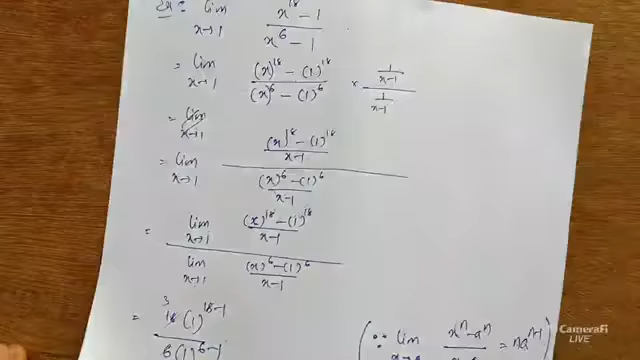 Ex : lim x→1 x^18 − 1 / x^6 − 1
= lim x→1 (x)^18 − (1)^18 / (x)^6 − (1)^6 × 1/(x−1) / 1/(x−1)
= lim x→1
= lim x→1 (x)^18 − (1)^18 / x−1 / (x)^6 − (1)^6 / x−1
= lim x→1 (x)^18 − (1)^18 / x−1 / lim x→1 (x)^6 − (1)^6 / x−1
= 3 18 (1)^18−1 / 6 (1)^6−1
(∵ lim x^n − a^n = na^n−1)
CameraFi
LIVE